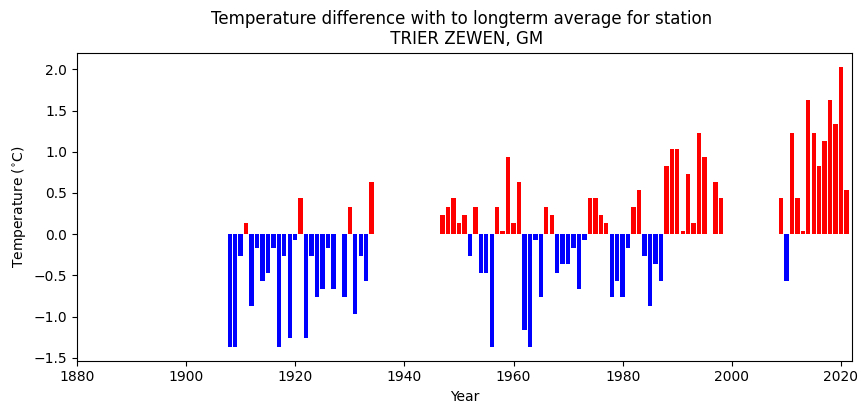 Temperature difference with to longterm average for station
TRIER ZEWEN, GM
Temperature (°C)
2.0
1.5
1.0
0.5
0.0
−0.5
−1.0
−1.5
1880 1900 1920 1940 1960 1980 2000 2020
Year